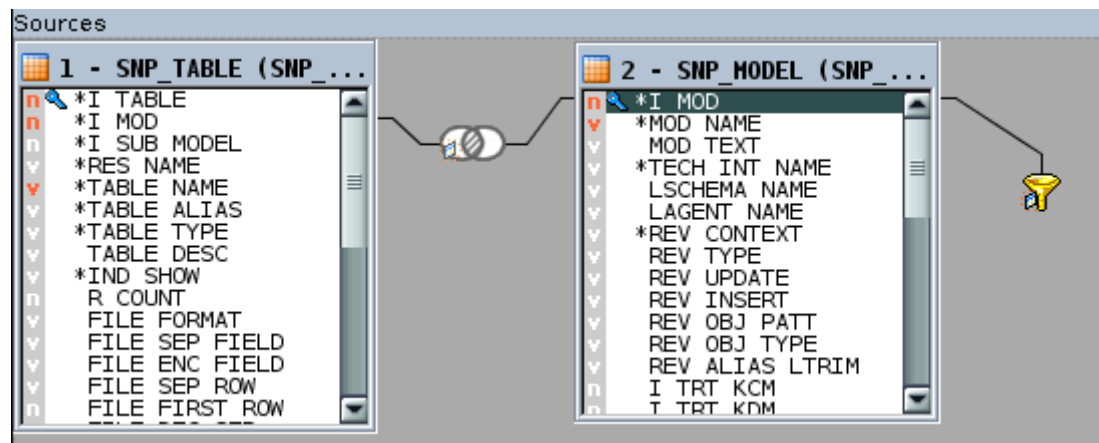 Sources
1 - SNP_TABLE (SNP_...
n *I TABLE
n *I MOD
n *I SUB MODEL
v *RES NAME
v *TABLE NAME
v *TABLE ALIAS
v *TABLE TYPE
v TABLE DESC
v *IND SHOW
n R COUNT
v FILE FORMAT
v FILE SEP FIELD
v FILE ENC FIELD
v FILE SEP ROW
n FILE FIRST ROW
2 - SNP_MODEL (SNP_...
n *I MOD
v *MOD NAME
v MOD TEXT
v *TECH INT NAME
v LSCHEMA NAME
v LAGENT NAME
v *REV CONTEXT
v REV TYPE
v REV UPDATE
v REV INSERT
v REV OBJ PATT
v REV OBJ TYPE
v REV ALIAS LTRIM
n I TRT KCM
n I TRT KDM